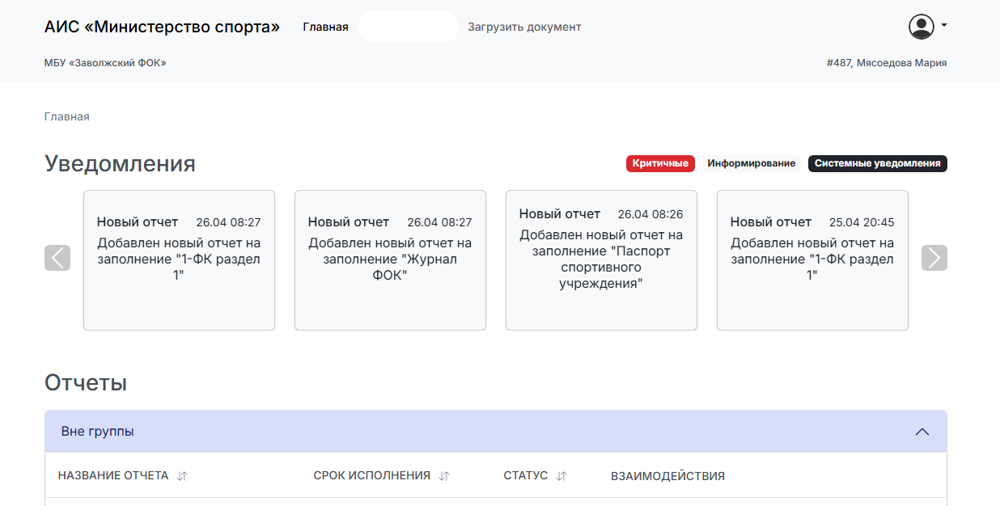 АИС «Министерство спорта» Главная Загрузить документ
МБУ «Заволжский ФОК» #487, Мясоедова Мария
Главная
Уведомления Критичные Информирование Системные уведомления
Новый отчет 26.04 08:27
Добавлен новый отчет на
заполнение "1-ФК раздел
1"
Новый отчет 26.04 08:27
Добавлен новый отчет на
заполнение "Журнал
ФОК"
Новый отчет 26.04 08:26
Добавлен новый отчет на
заполнение "Паспорт
спортивного
учреждения"
Новый отчет 25.04 20:45
Добавлен новый отчет на
заполнение "1-ФК раздел
1"
Отчеты
Вне группы
НАЗВАНИЕ ОТЧЕТА СРОК ИСПОЛНЕНИЯ СТАТУС ВЗАИМОДЕЙСТВИЯ